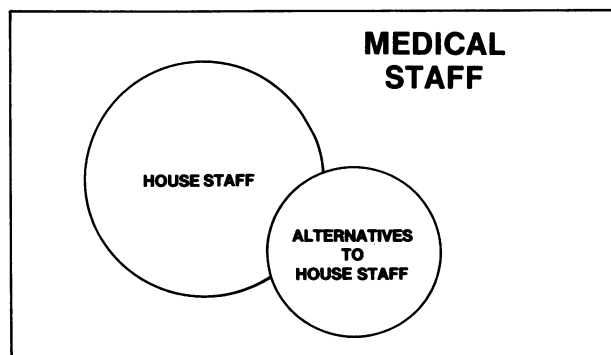 MEDICAL
STAFF
HOUSE STAFF
ALTERNATIVES
TO
HOUSE STAFF